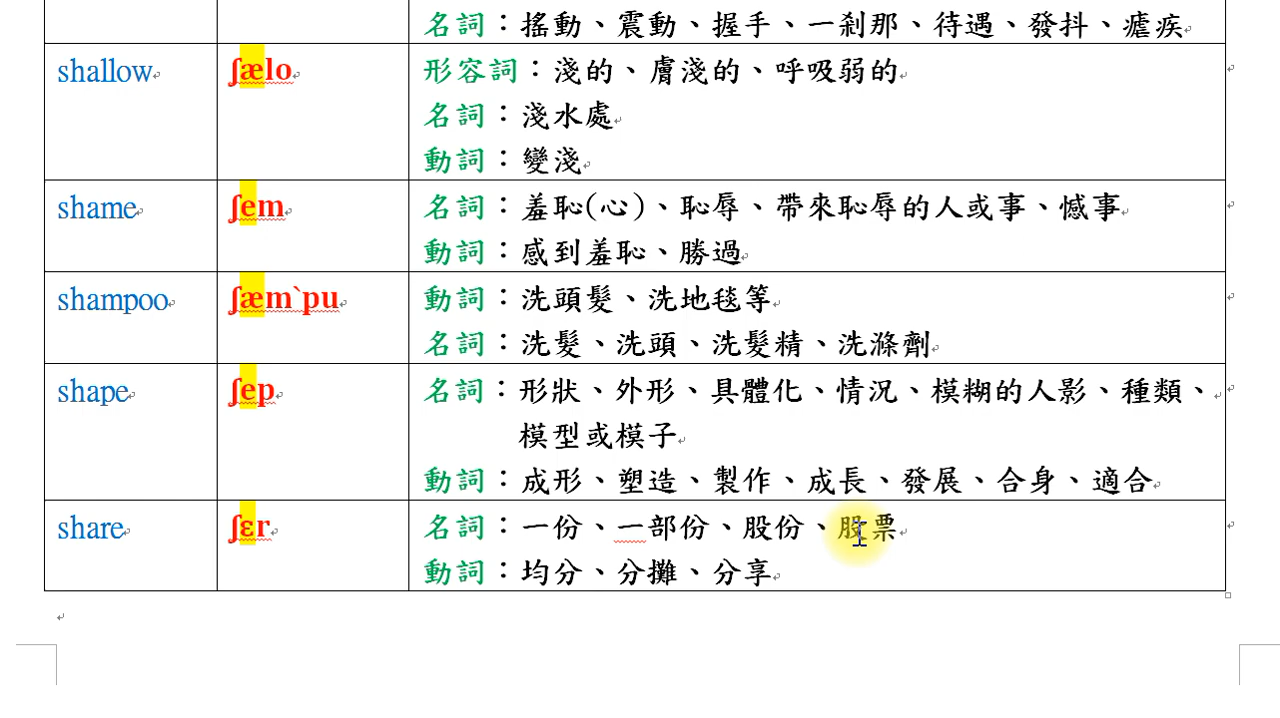 名詞：搖動、震動、握手、一剎那、待遇、發抖、瘧疾
shallow ʃælo 形容詞：淺的、膚淺的、呼吸弱的
名詞：淺水處
動詞：變淺
shame ʃem 名詞：羞恥(心)、恥辱、帶來恥辱的人或事、憾事
動詞：感到羞恥、勝過
shampoo ʃæm`pu 動詞：洗頭髮、洗地毯等
名詞：洗髮、洗頭、洗髮精、洗滌劑
shape ʃep 名詞：形狀、外形、具體化、情況、模糊的人影、種類、
模型或模子
動詞：成形、塑造、製作、成長、發展、合身、適合
share ʃɛr 名詞：一份、一部份、股份、股票
動詞：均分、分攤、分享